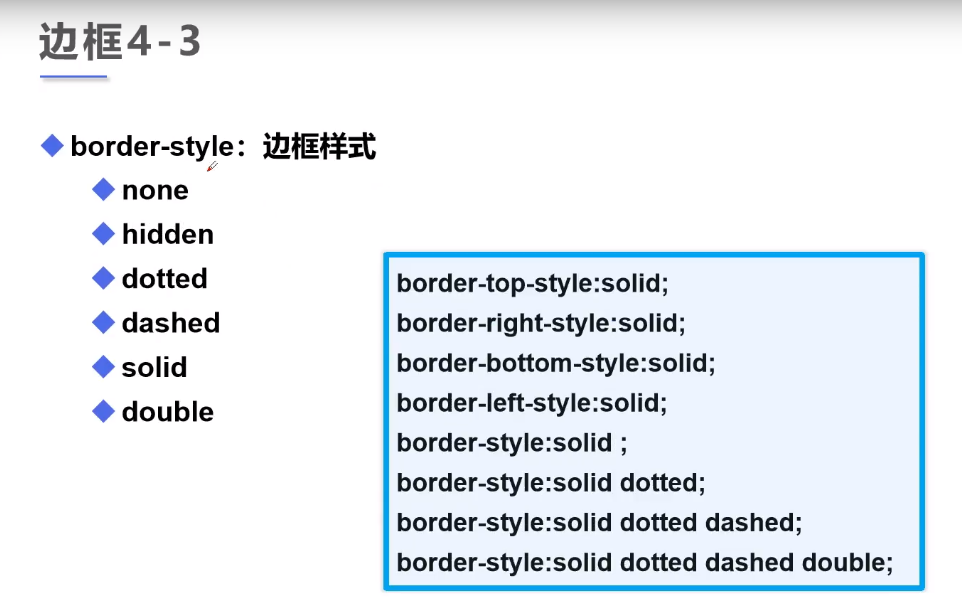 边框4-3
border-style：边框样式
none
hidden
dotted
dashed
solid
double
border-top-style:solid;
border-right-style:solid;
border-bottom-style:solid;
border-left-style:solid;
border-style:solid ;
border-style:solid dotted;
border-style:solid dotted dashed;
border-style:solid dotted dashed double;